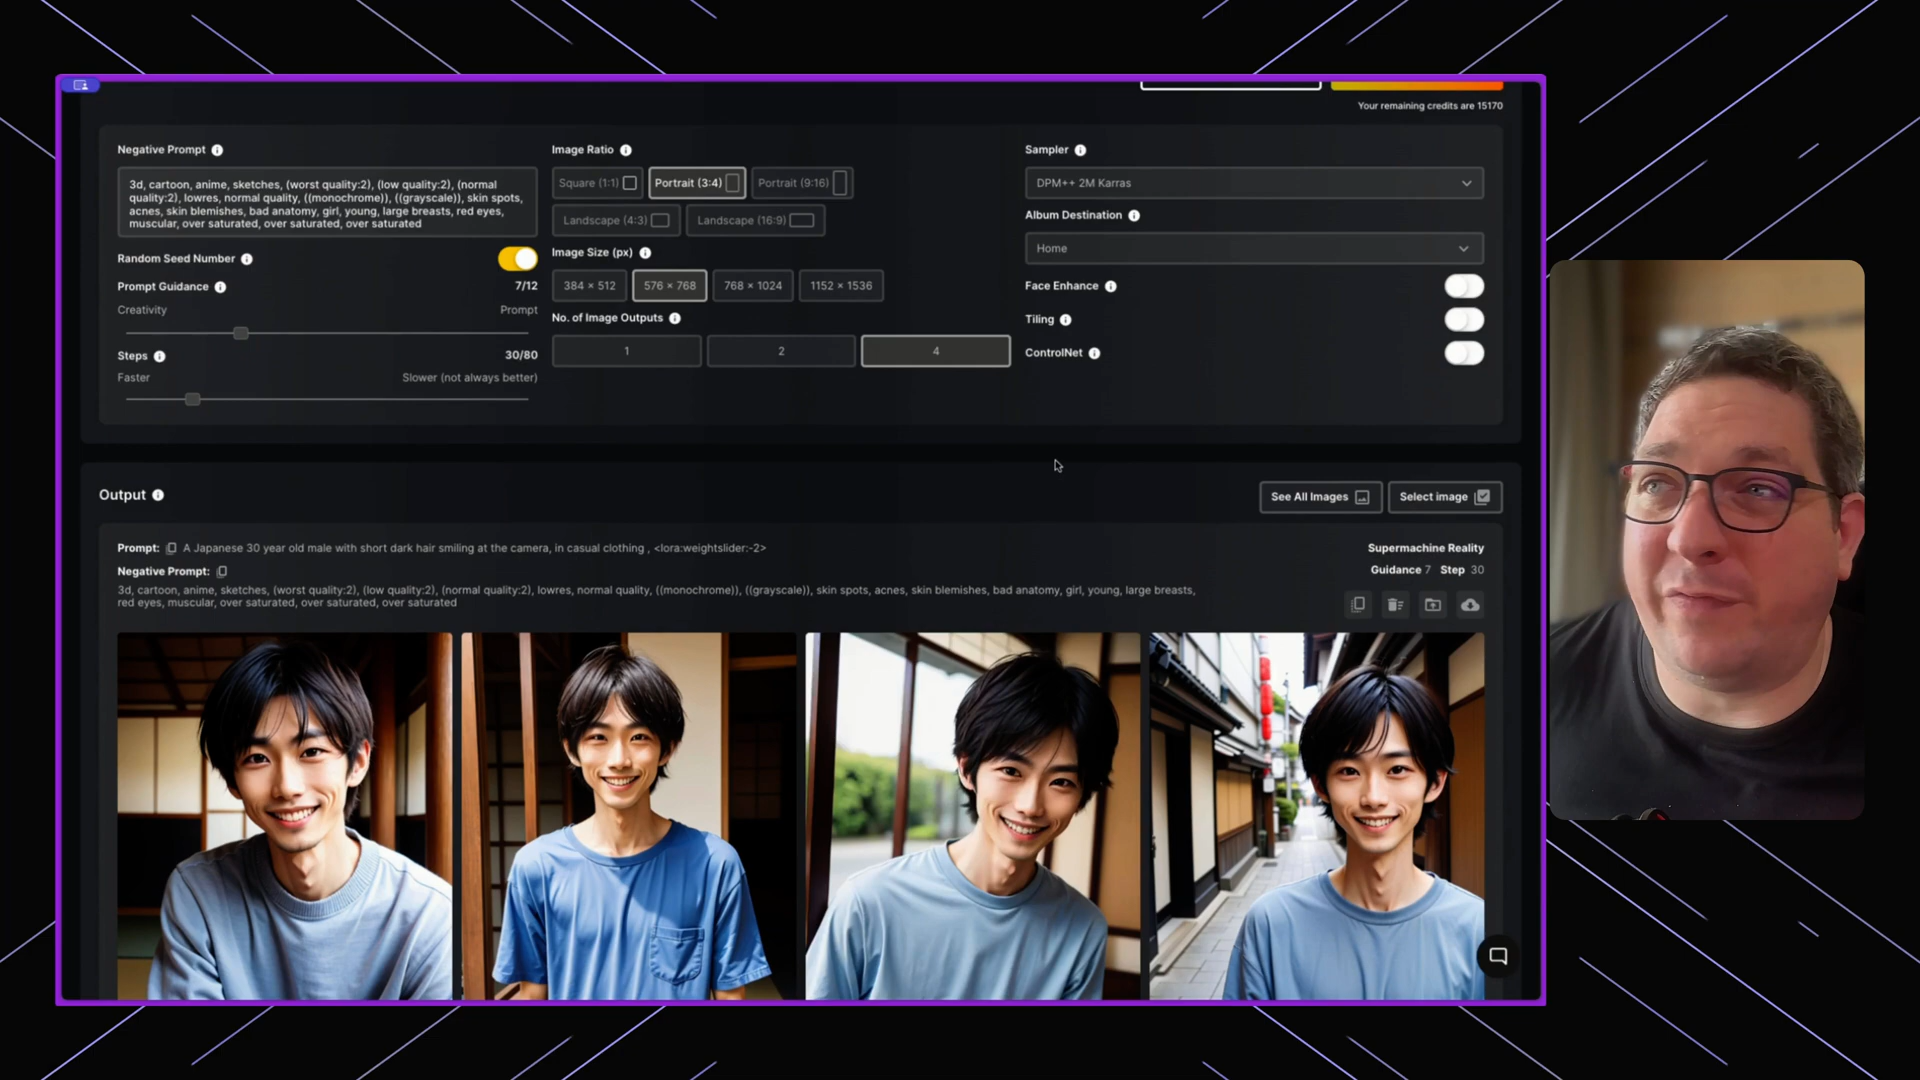 Your remaining credits are 15170
Negative Prompt
3d, cartoon, anime, sketches, (worst quality:2), (low quality:2), (normal
quality:2), lowres, normal quality, ((monochrome)), ((grayscale)), skin spots,
acnes, skin blemishes, bad anatomy, girl, young, large breasts, red eyes,
muscular, over saturated, over saturated, over saturated
Random Seed Number
Prompt Guidance
7/12
Creativity
Prompt
Steps
30/80
Faster
Slower (not always better)
Image Ratio
Square (1:1)
Portrait (3:4)
Portrait (9:16)
Landscape (4:3)
Landscape (16:9)
Image Size (px)
384 × 512
576 × 768
768 × 1024
1152 × 1536
No. of Image Outputs
1
2
4
Sampler
DPM++ 2M Karras
Album Destination
Home
Face Enhance
Tiling
ControlNet
Output
See All Images
Select image
Prompt: A Japanese 30 year old male with short dark hair smiling at the camera, in casual clothing , <lora:weightslider:-2>
Supermachine Reality
Guidance 7 Step 30
Negative Prompt:
3d, cartoon, anime, sketches, (worst quality:2), (low quality:2), (normal quality:2), lowres, normal quality, ((monochrome)), ((grayscale)), skin spots, acnes, skin blemishes, bad anatomy, girl, young, large breasts,
red eyes, muscular, over saturated, over saturated, over saturated